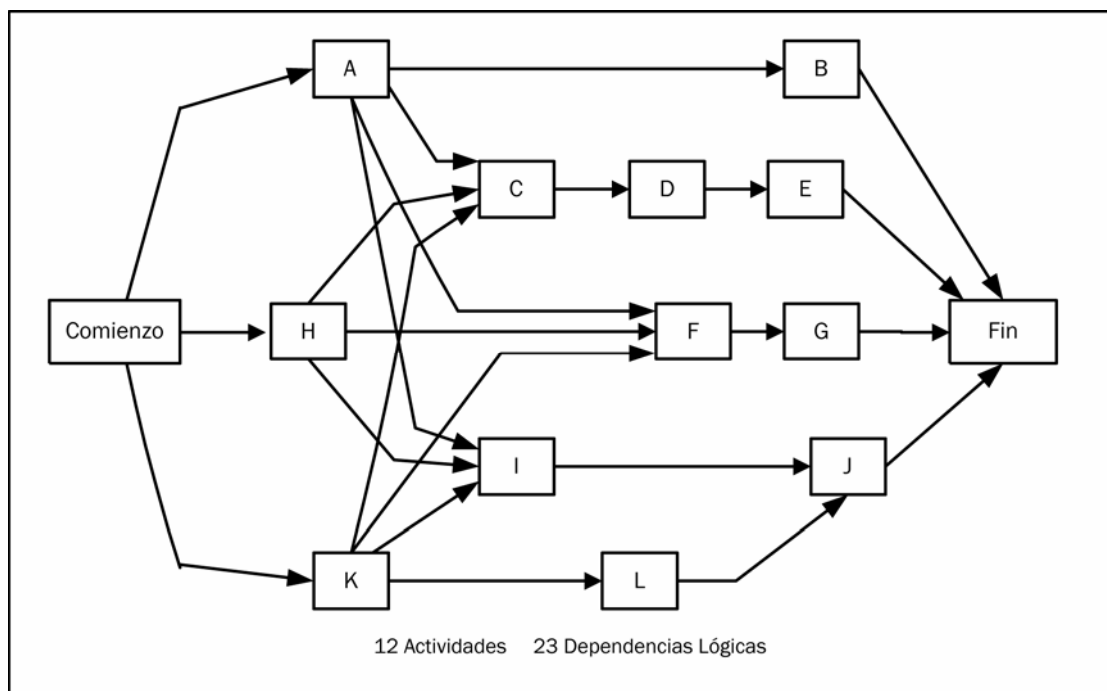 A
B
C
D
E
Comienzo
H
F
G
Fin
I
J
K
L
12 Actividades 23 Dependencias Lógicas